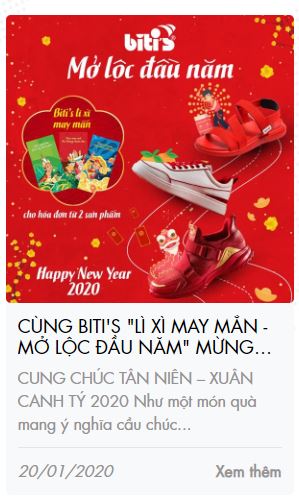 biti's
Mở lộc đầu năm
Biti's lì xì
may mắn
cho hóa đơn từ 2 sản phẩm
Happy New Year
2020
CÙNG BITI'S "LÌ XÌ MAY MẮN -
MỞ LỘC ĐẦU NĂM" MỪNG...
CUNG CHÚC TÂN NIÊN – XUÂN
CANH TÝ 2020 Như một món quà
mang ý nghĩa cầu chúc...
20/01/2020 Xem thêm